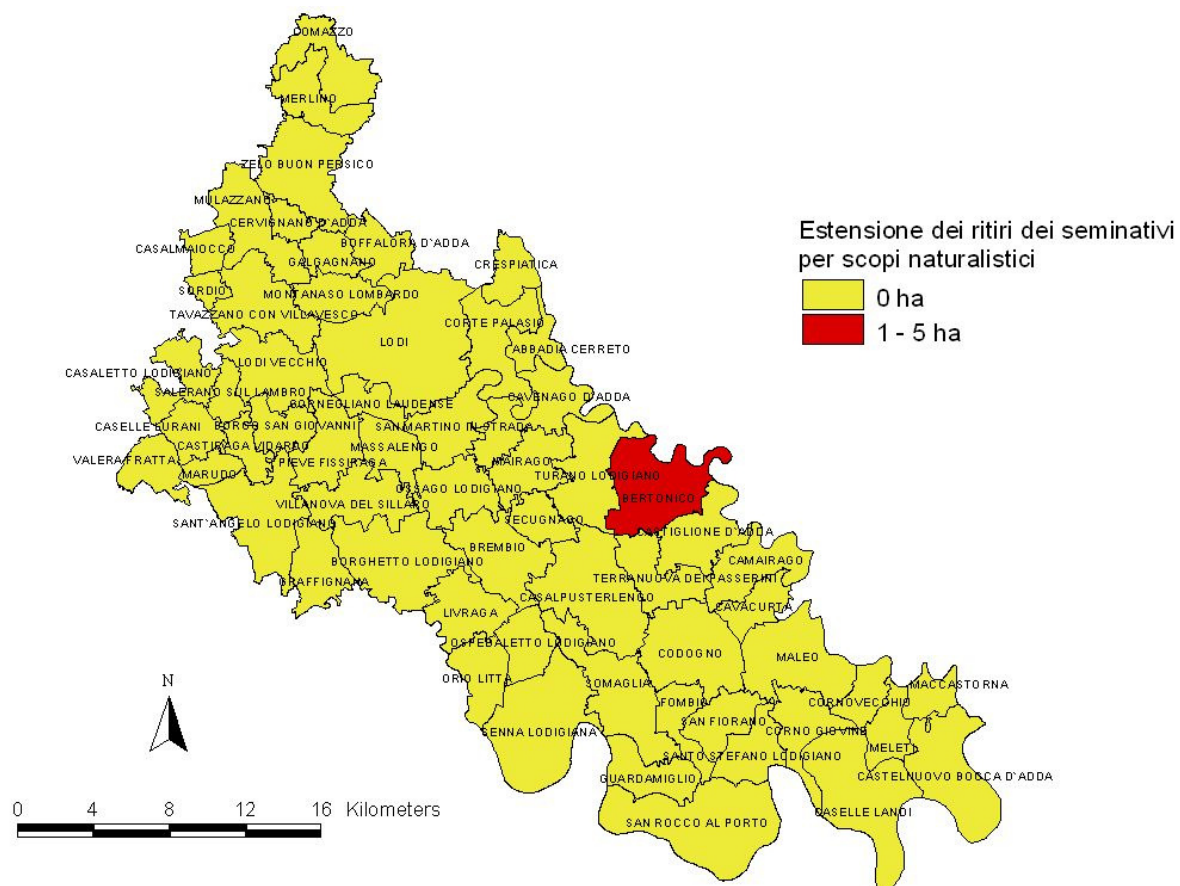 COMAZZO
MERLINO
ZELO BUON PERSICO
MULAZZANO
CERVIGNANO D'ADDA
BOFFALORA D'ADDA
CASALMAIOCCO
GALGAGNANO
CRESPIATICA
SORDIO
MONTANASO LOMBARDO
TAVAZZANO CON VILLAVESCO
CORTE PALASIO
LODI
ABBADIA CERRETO
LODI VECCHIO
CASALETTO LODIGIANO
SALERANO SUL LAMBRO
CORNEGLIANO LAUDENSE
CAVENAGO D'ADDA
CASELLE LURANI
BORGO SAN GIOVANNI
SAN MARTINO IN STRADA
CASTIRAGA VIDARDO
MASSALENGO
VALERA FRATTA
PIEVE FISSIRAGA
MAIRAGO
MARUDO
TURANO LODIGIANO
OSSAGO LODIGIANO
BERTONICO
VILLANOVA DEL SILLARO
SANT'ANGELO LODIGIANO
SECUGNAGO
CASTIGLIONE D'ADDA
BREMBIO
BORGHETTO LODIGIANO
CAMAIRAGO
GRAFFIGNANA
TERRANUOVA DEI PASSERINI
CASALPUSTERLENGO
CAVACURTA
LIVRAGA
OSPEDALETTO LODIGIANO
CODOGNO
MALEO
ORIO LITTA
SOMAGLIA
MACCASTORNA
FOMBIO
CORNOVECCHIO
SAN FIORANO
CORNO GIOVINE
SENNA LODIGIANA
MELETI
SANTO STEFANO LODIGIANO
GUARDAMIGLIO
CASTELNUOVO BOCCA D'ADDA
CASELLE LANDI
SAN ROCCO AL PORTO
Estensione dei ritiri dei seminativi
per scopi naturalistici
0 ha
1 - 5 ha
N
0 4 8 12 16 Kilometers